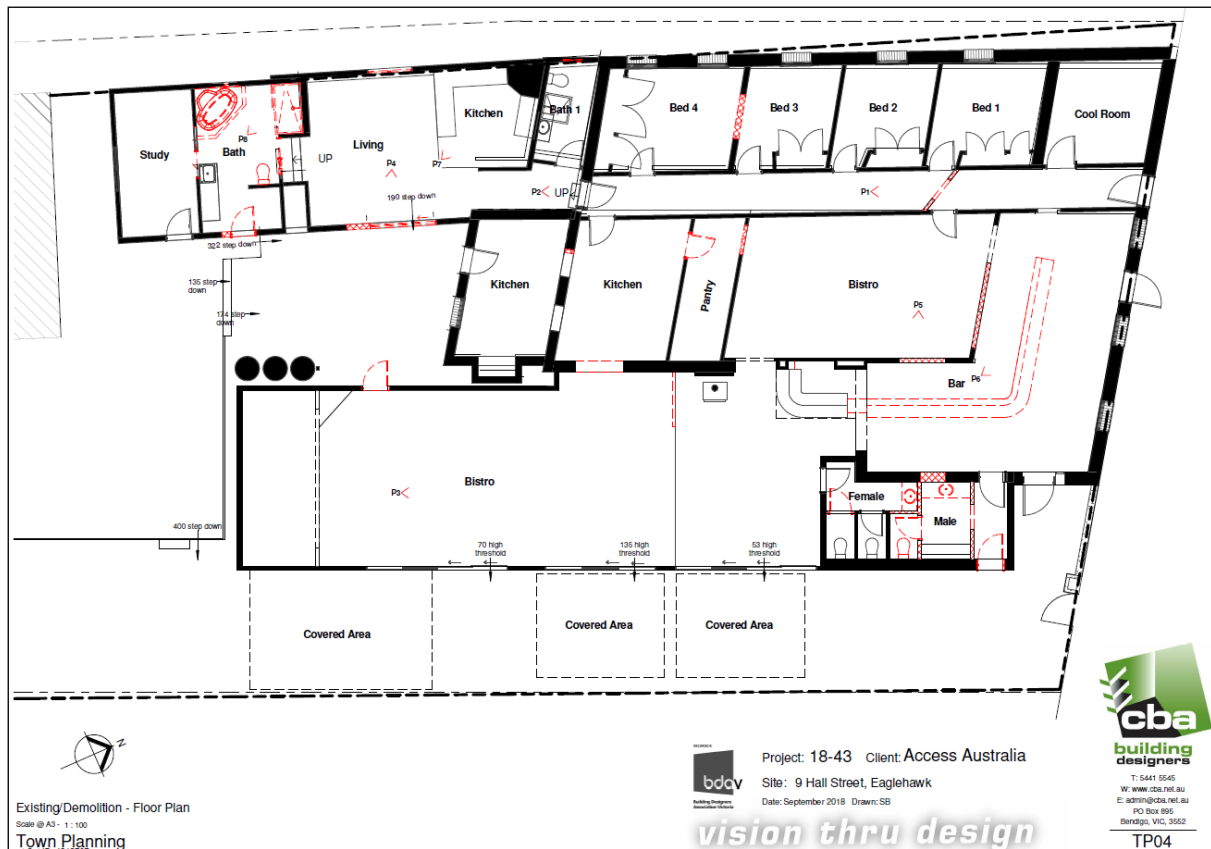 Study
Bath
P8
UP
Living
P4
P7
Kitchen
Bath 1
P2
UP
190 step down
Bed 4
Bed 3
Bed 2
Bed 1
Cool Room
P1
322 step down
135 step
down
174 step
down
Kitchen
Kitchen
Pantry
Bistro
P5
Bar
P6
Bistro
P3
Female
Male
400 step down
70 high
threshold
135 high
threshold
53 high
threshold
Covered Area
Covered Area
Covered Area
N
Existing/Demolition - Floor Plan
Scale @ A3 - 1 : 100
Town Planning
bdav
Building Designers
Association Victoria
Project: 18-43 Client: Access Australia
Site: 9 Hall Street, Eaglehawk
Date: September 2018 Drawn: SB
vision thru design
cba
building
designers
T: 5441 5545
W: www.cba.net.au
E: admin@cba.net.au
PO Box 895
Bendigo, VIC, 3552
TP04